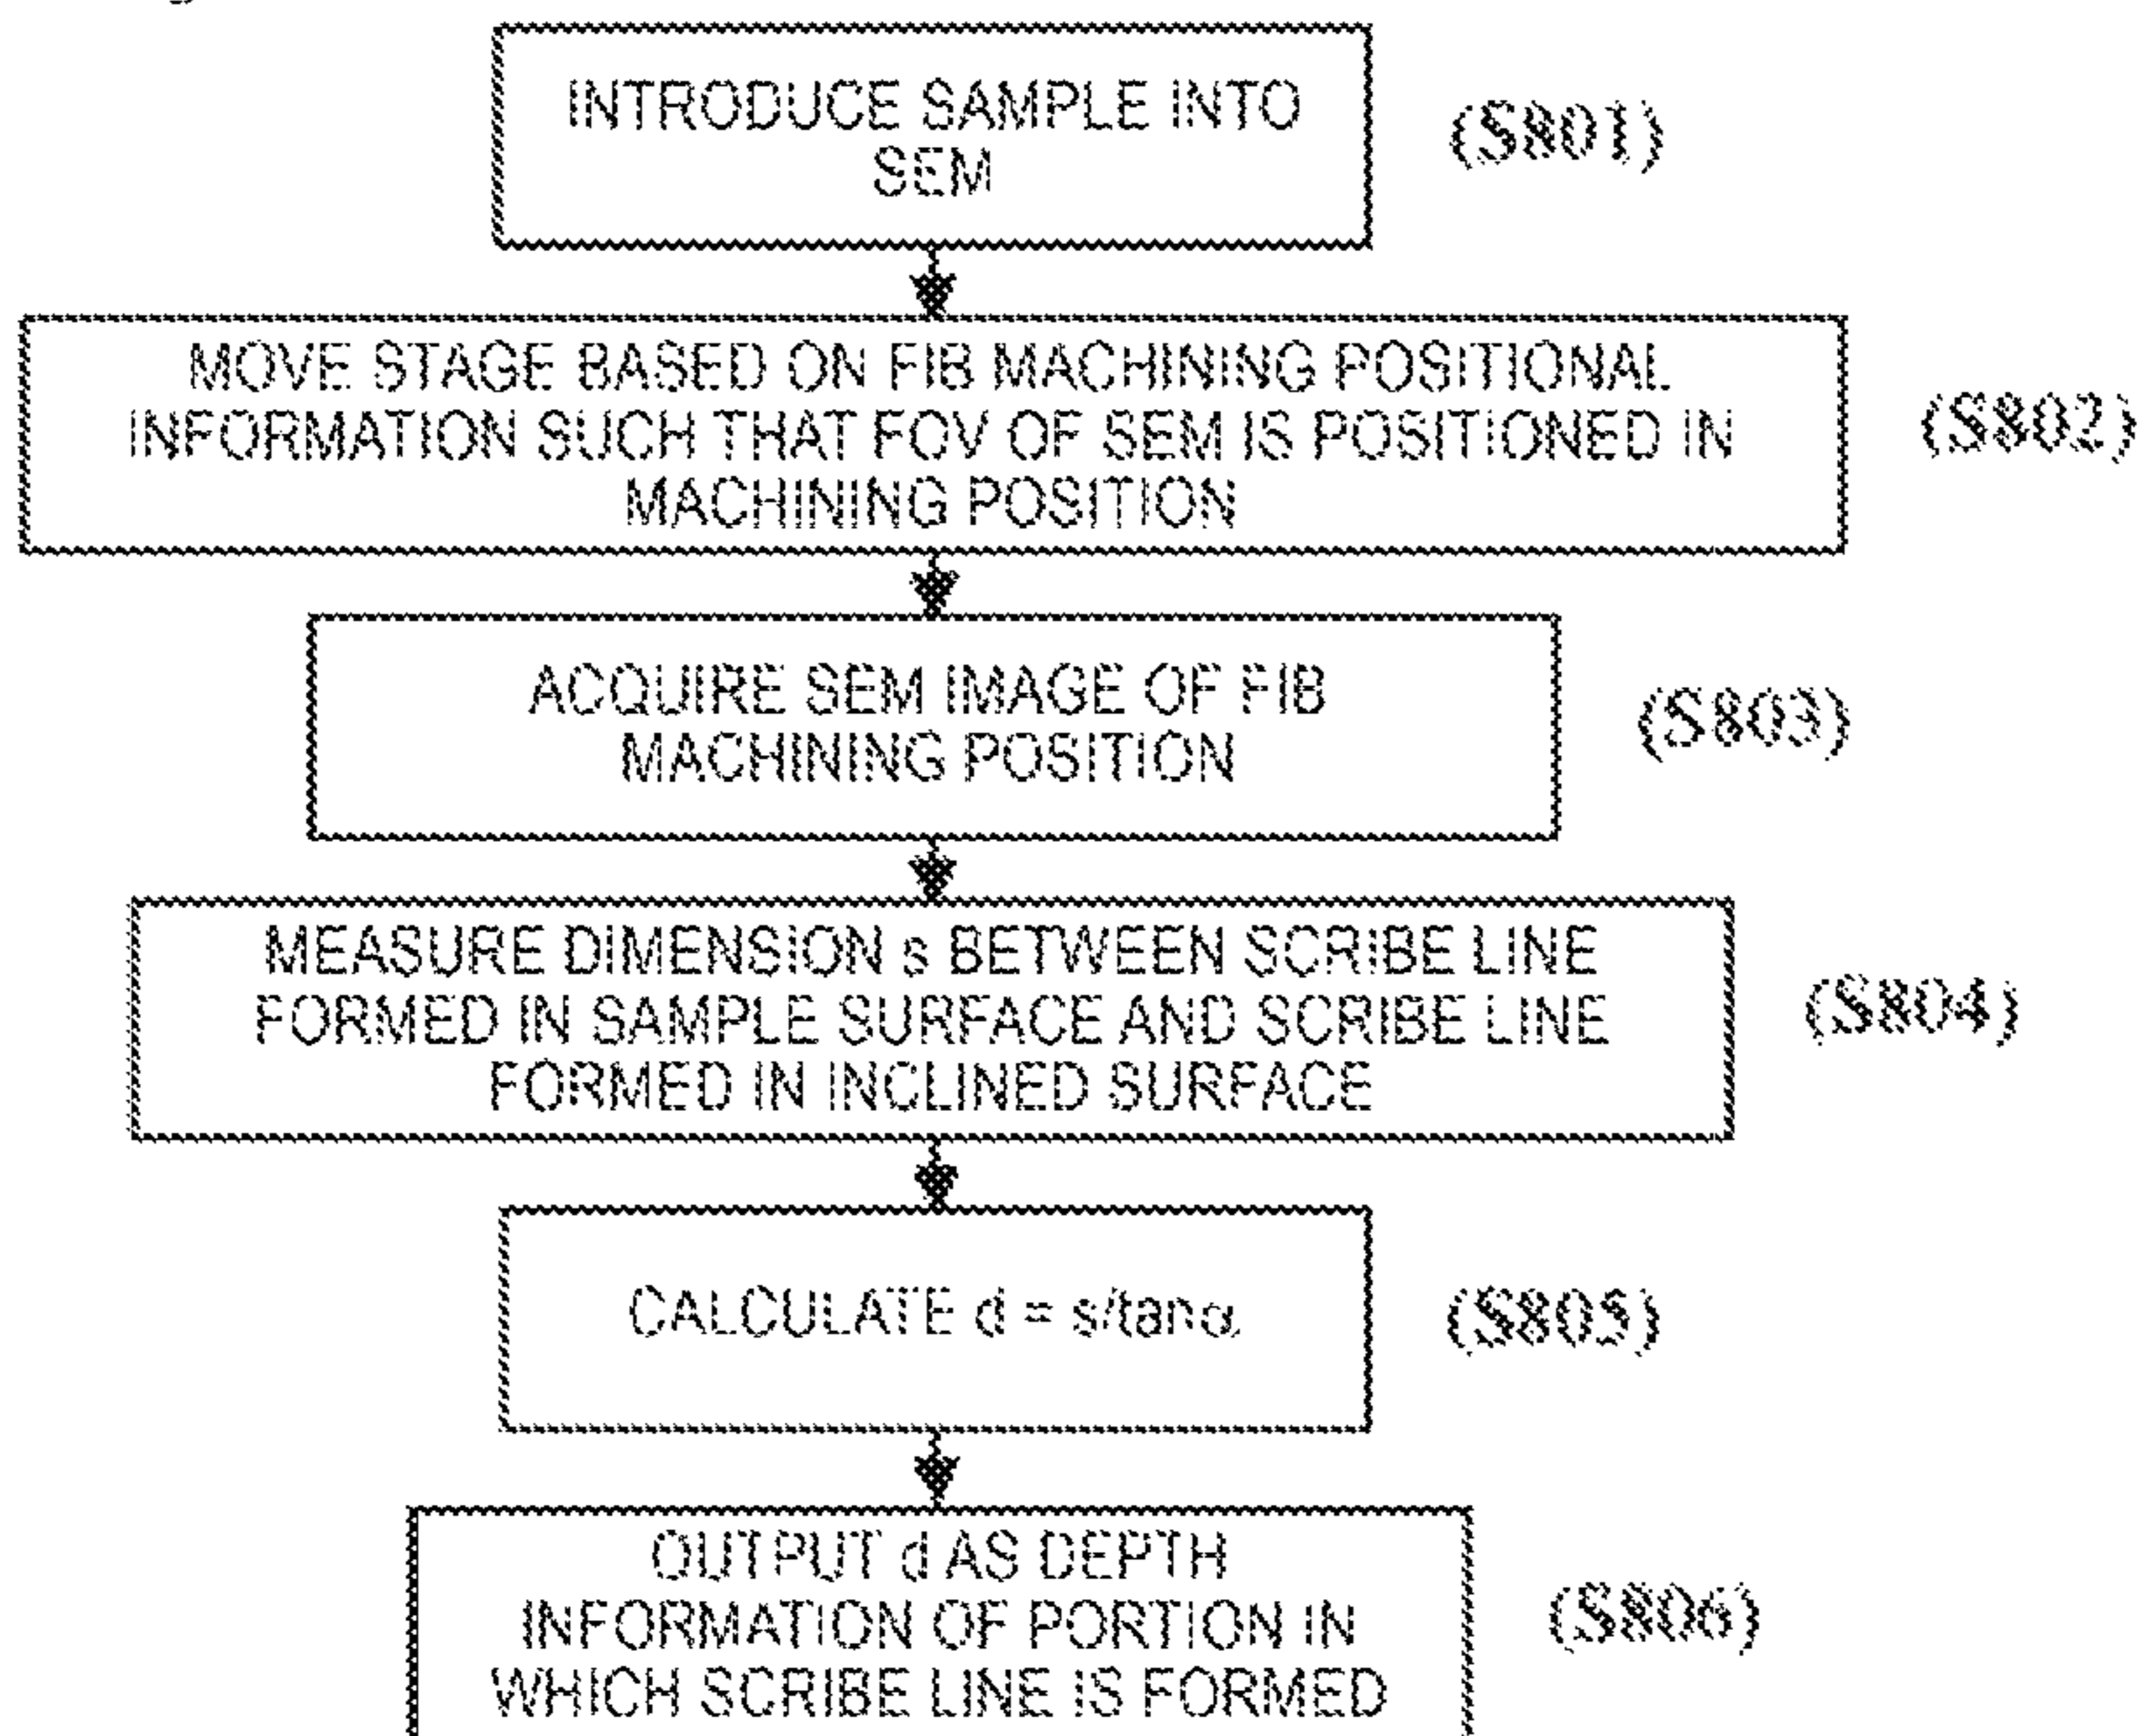 INTRODUCE SAMPLE INTO
SEM
(S801)
MOVE STAGE BASED ON FIB MACHINING POSITIONAL
INFORMATION SUCH THAT FOV OF SEM IS POSITIONED IN
MACHINING POSITION
(S802)
ACQUIRE SEM IMAGE OF FIB
MACHINING POSITION
(S803)
MEASURE DIMENSION s BETWEEN SCRIBE LINE
FORMED IN SAMPLE SURFACE AND SCRIBE LINE
FORMED IN INCLINED SURFACE
(S804)
CALCULATE d = s/tanα
(S805)
OUTPUT d AS DEPTH
INFORMATION OF PORTION IN
WHICH SCRIBE LINE IS FORMED
(S806)